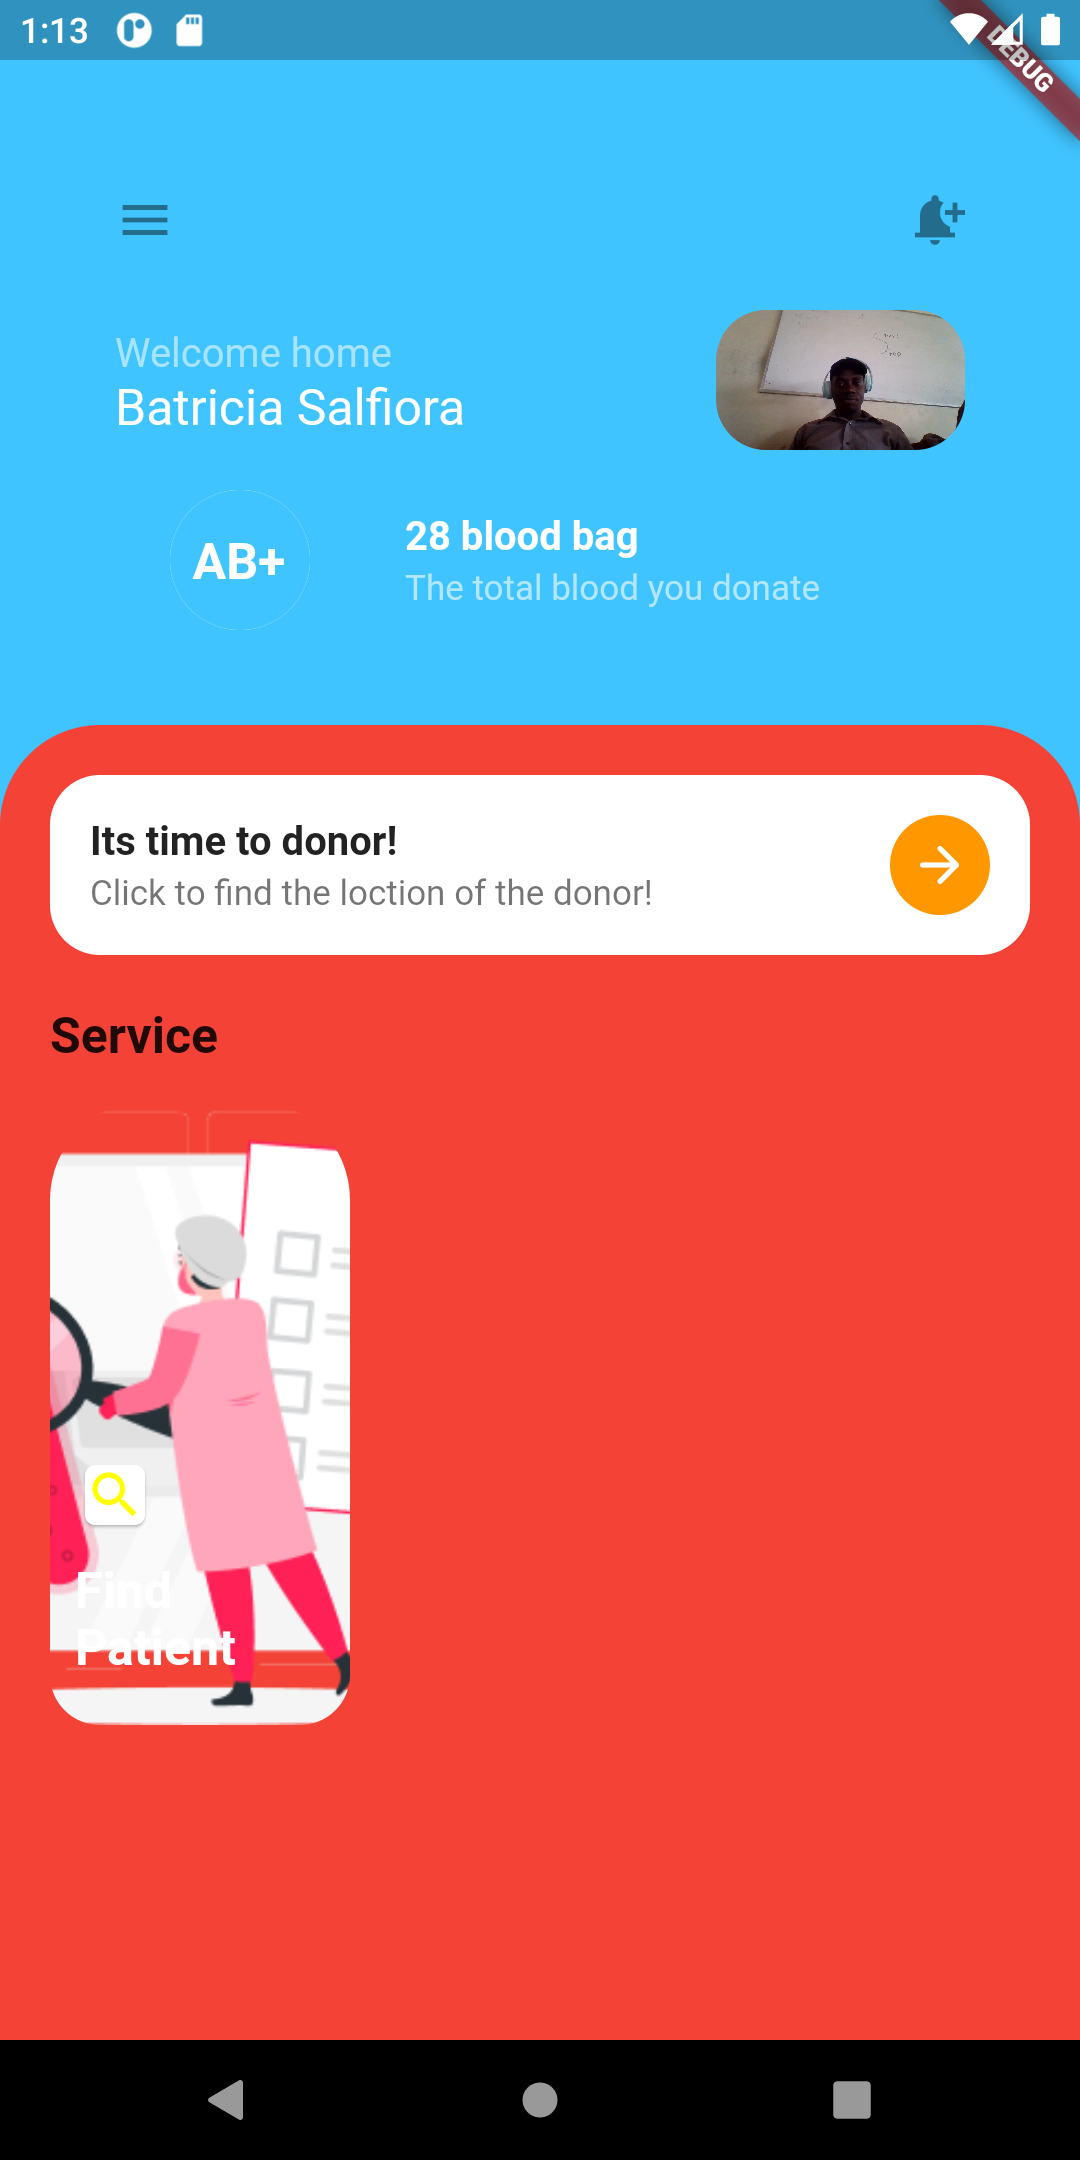 1:13
DEBUG
Welcome home
Batricia Salfiora
AB+
28 blood bag
The total blood you donate
Its time to donor!
Click to find the loction of the donor!
Service
Find
Patient